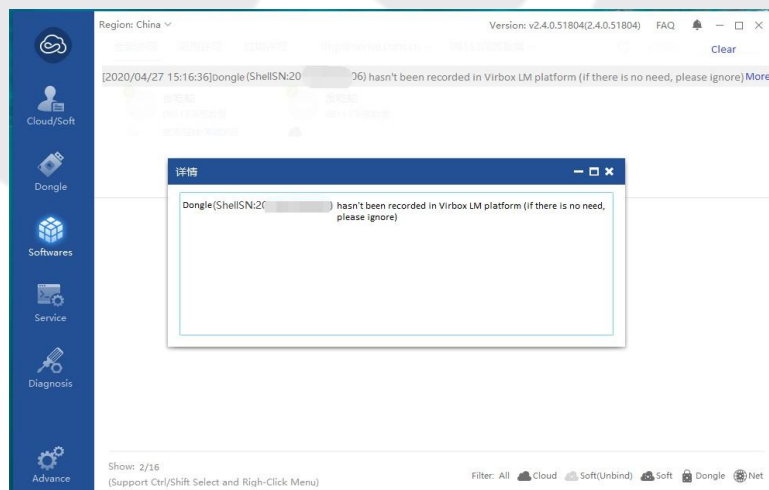 Region: China
Version: v2.4.0.51804(2.4.0.51804) FAQ
Clear
[2020/04/27 15:16:36]Dongle(ShellSN:20 06) hasn't been recorded in Virbox LM platform (if there is no need, please ignore)More
Cloud/Soft
Dongle
Softwares
Service
Diagnosis
Advance
详情
Dongle(ShellSN:2 ) hasn't been recorded in Virbox LM platform (if there is no need,
please ignore)
Show: 2/16
(Support Ctrl/Shift Select and Righ-Click Menu)
Filter: All Cloud Soft(Unbind) Soft Dongle Net